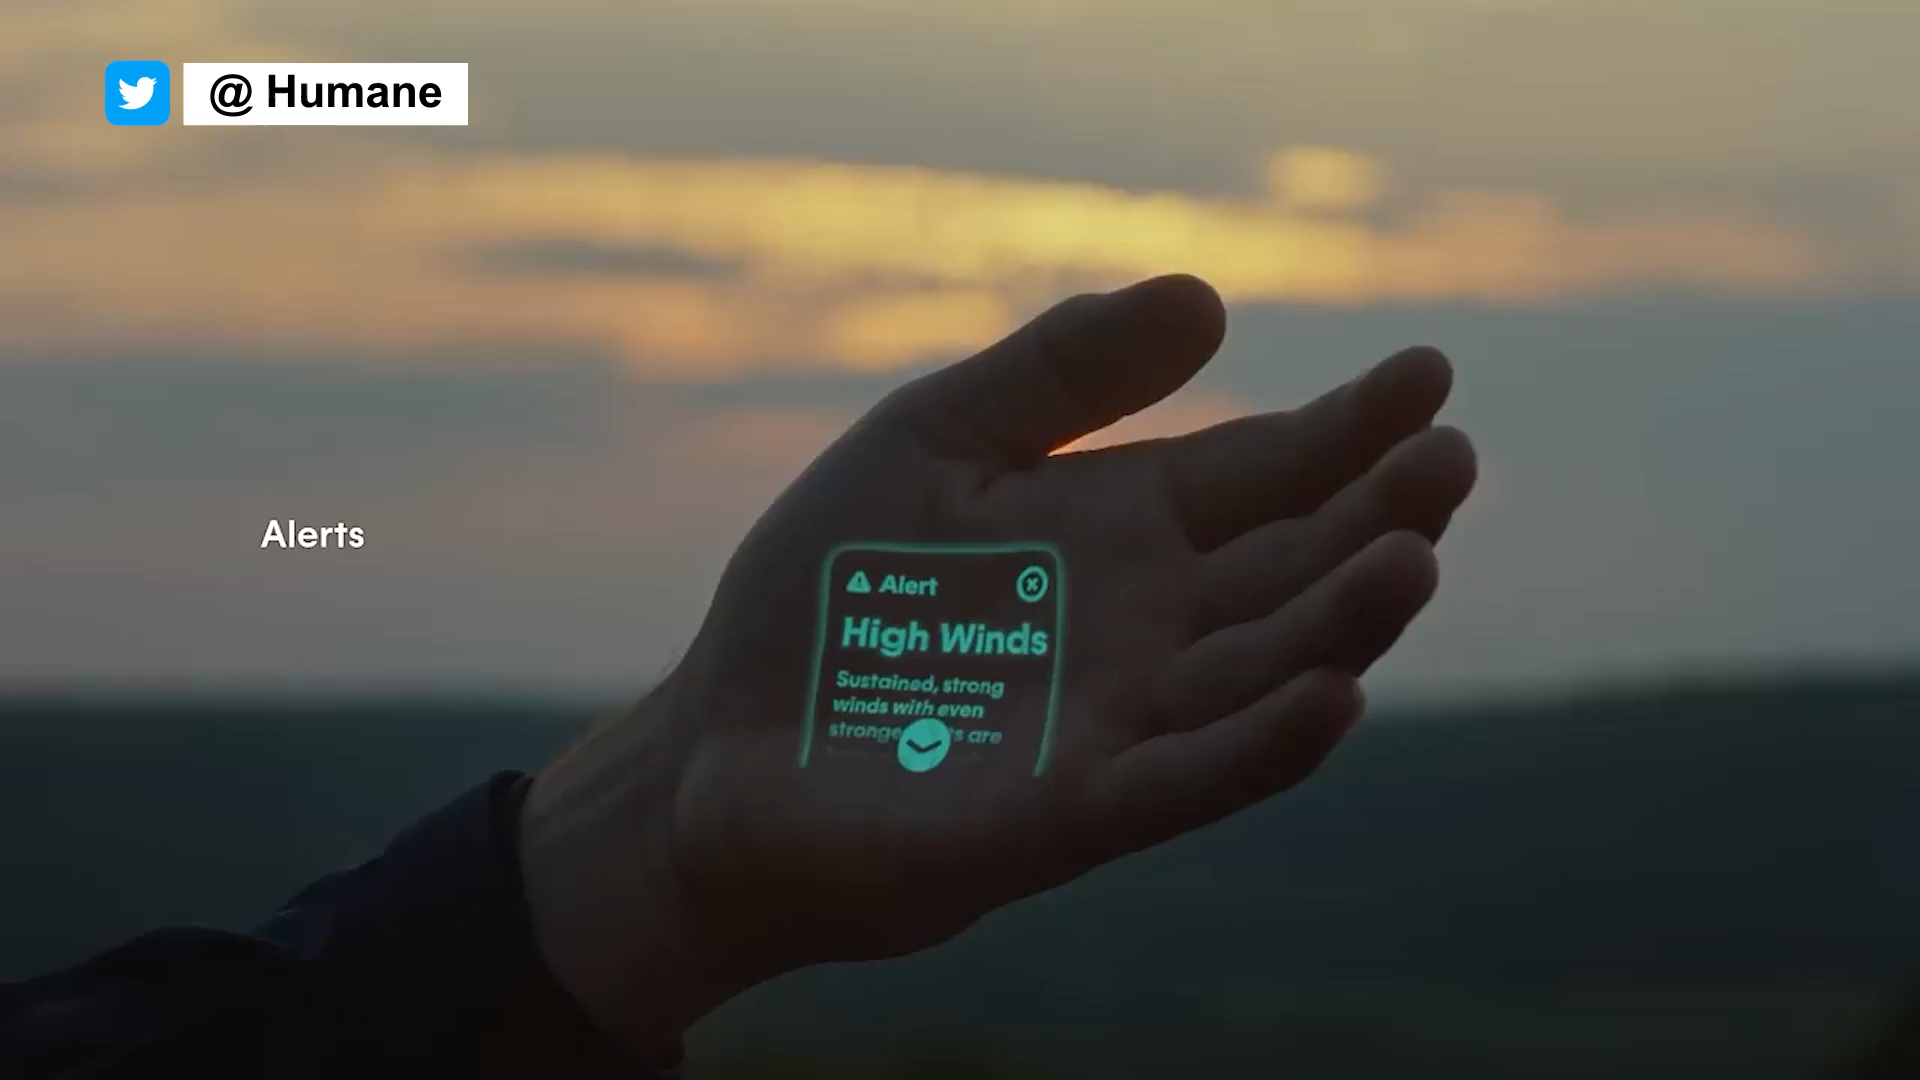 @ Humane
Alerts
Alert
High Winds
Sustained, strong
winds with even
are